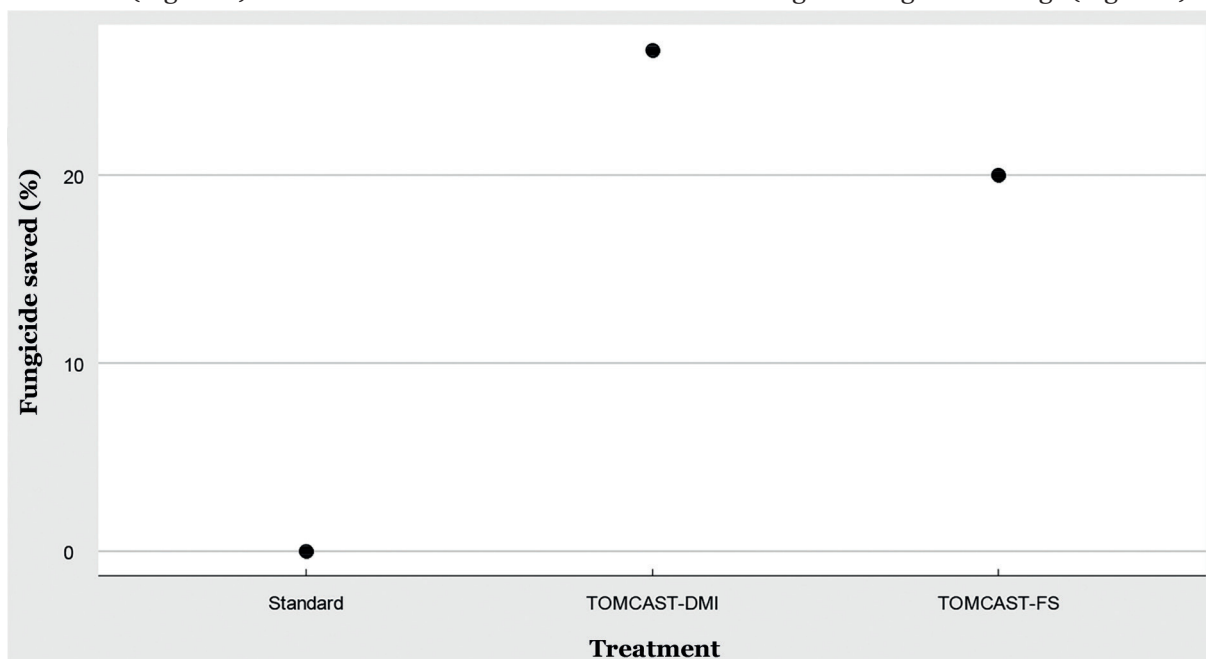 Fungicide saved (%)
20
10
0
Standard TOMCAST-DMI TOMCAST-FS
Treatment